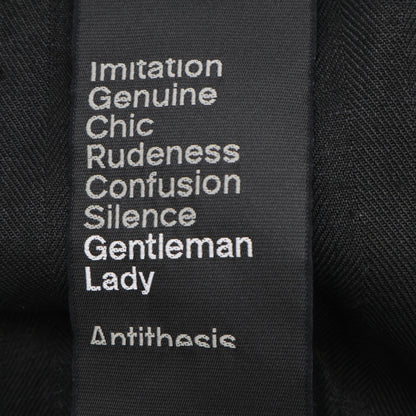 Imitation
Genuine
Chic
Rudeness
Confusion
Silence
Gentleman
Lady
Antithesis